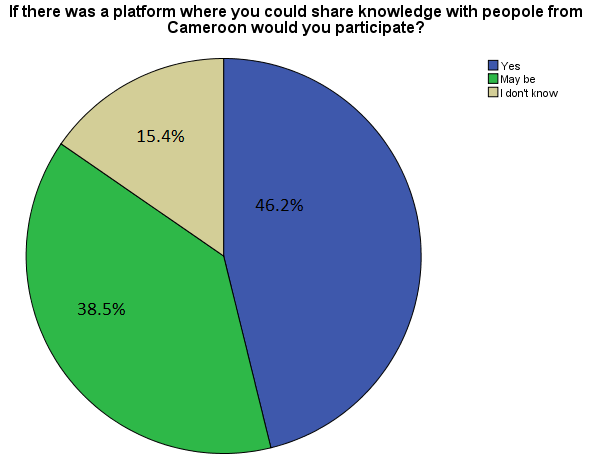 If there was a platform where you could share knowledge with peopole from
Cameroon would you participate?
Yes
May be
I don't know
15.4%
46.2%
38.5%